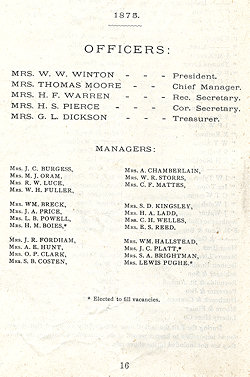 1875.
OFFICERS:
MRS. W. W. WINTON - - - President.
MRS. THOMAS MOORE - - - Chief Manager.
MRS. H. F. WARREN - - - Rec. Secretary.
MRS. H. S. PIERCE - - - Cor. Secretary.
MRS. G. L. DICKSON - - - Treasurer.
MANAGERS:
MRS. J. C. BURGESS,
MRS. M. J. ORAM,
MRS. R. W. LUCE,
MRS. W. H. FULLER,
MRS. A. CHAMBERLAIN,
MRS. W. R. STORRS,
MRS. C. F. MATTES,
MRS. WM. BRECK,
MRS. J. A. PRICE,
MRS. L. B. POWELL,
MRS. H. M. BOIES,*
MRS. S. D. KINGSLEY,
MRS. H. A. LADD,
MRS. C. H. WELLES,
MRS. E. S. REED,
MRS. J. R. FORDHAM,
MRS. A. E. HUNT,
MRS. O. P. CLARK,
MRS. S. B. COSTEN,
MRS. WM. HALLSTEAD,
MRS. J. C. PLATT,*
MRS. S. A. BRIGHTMAN,
MRS. LEWIS PUGHE,*
* Elected to fill vacancies.
16